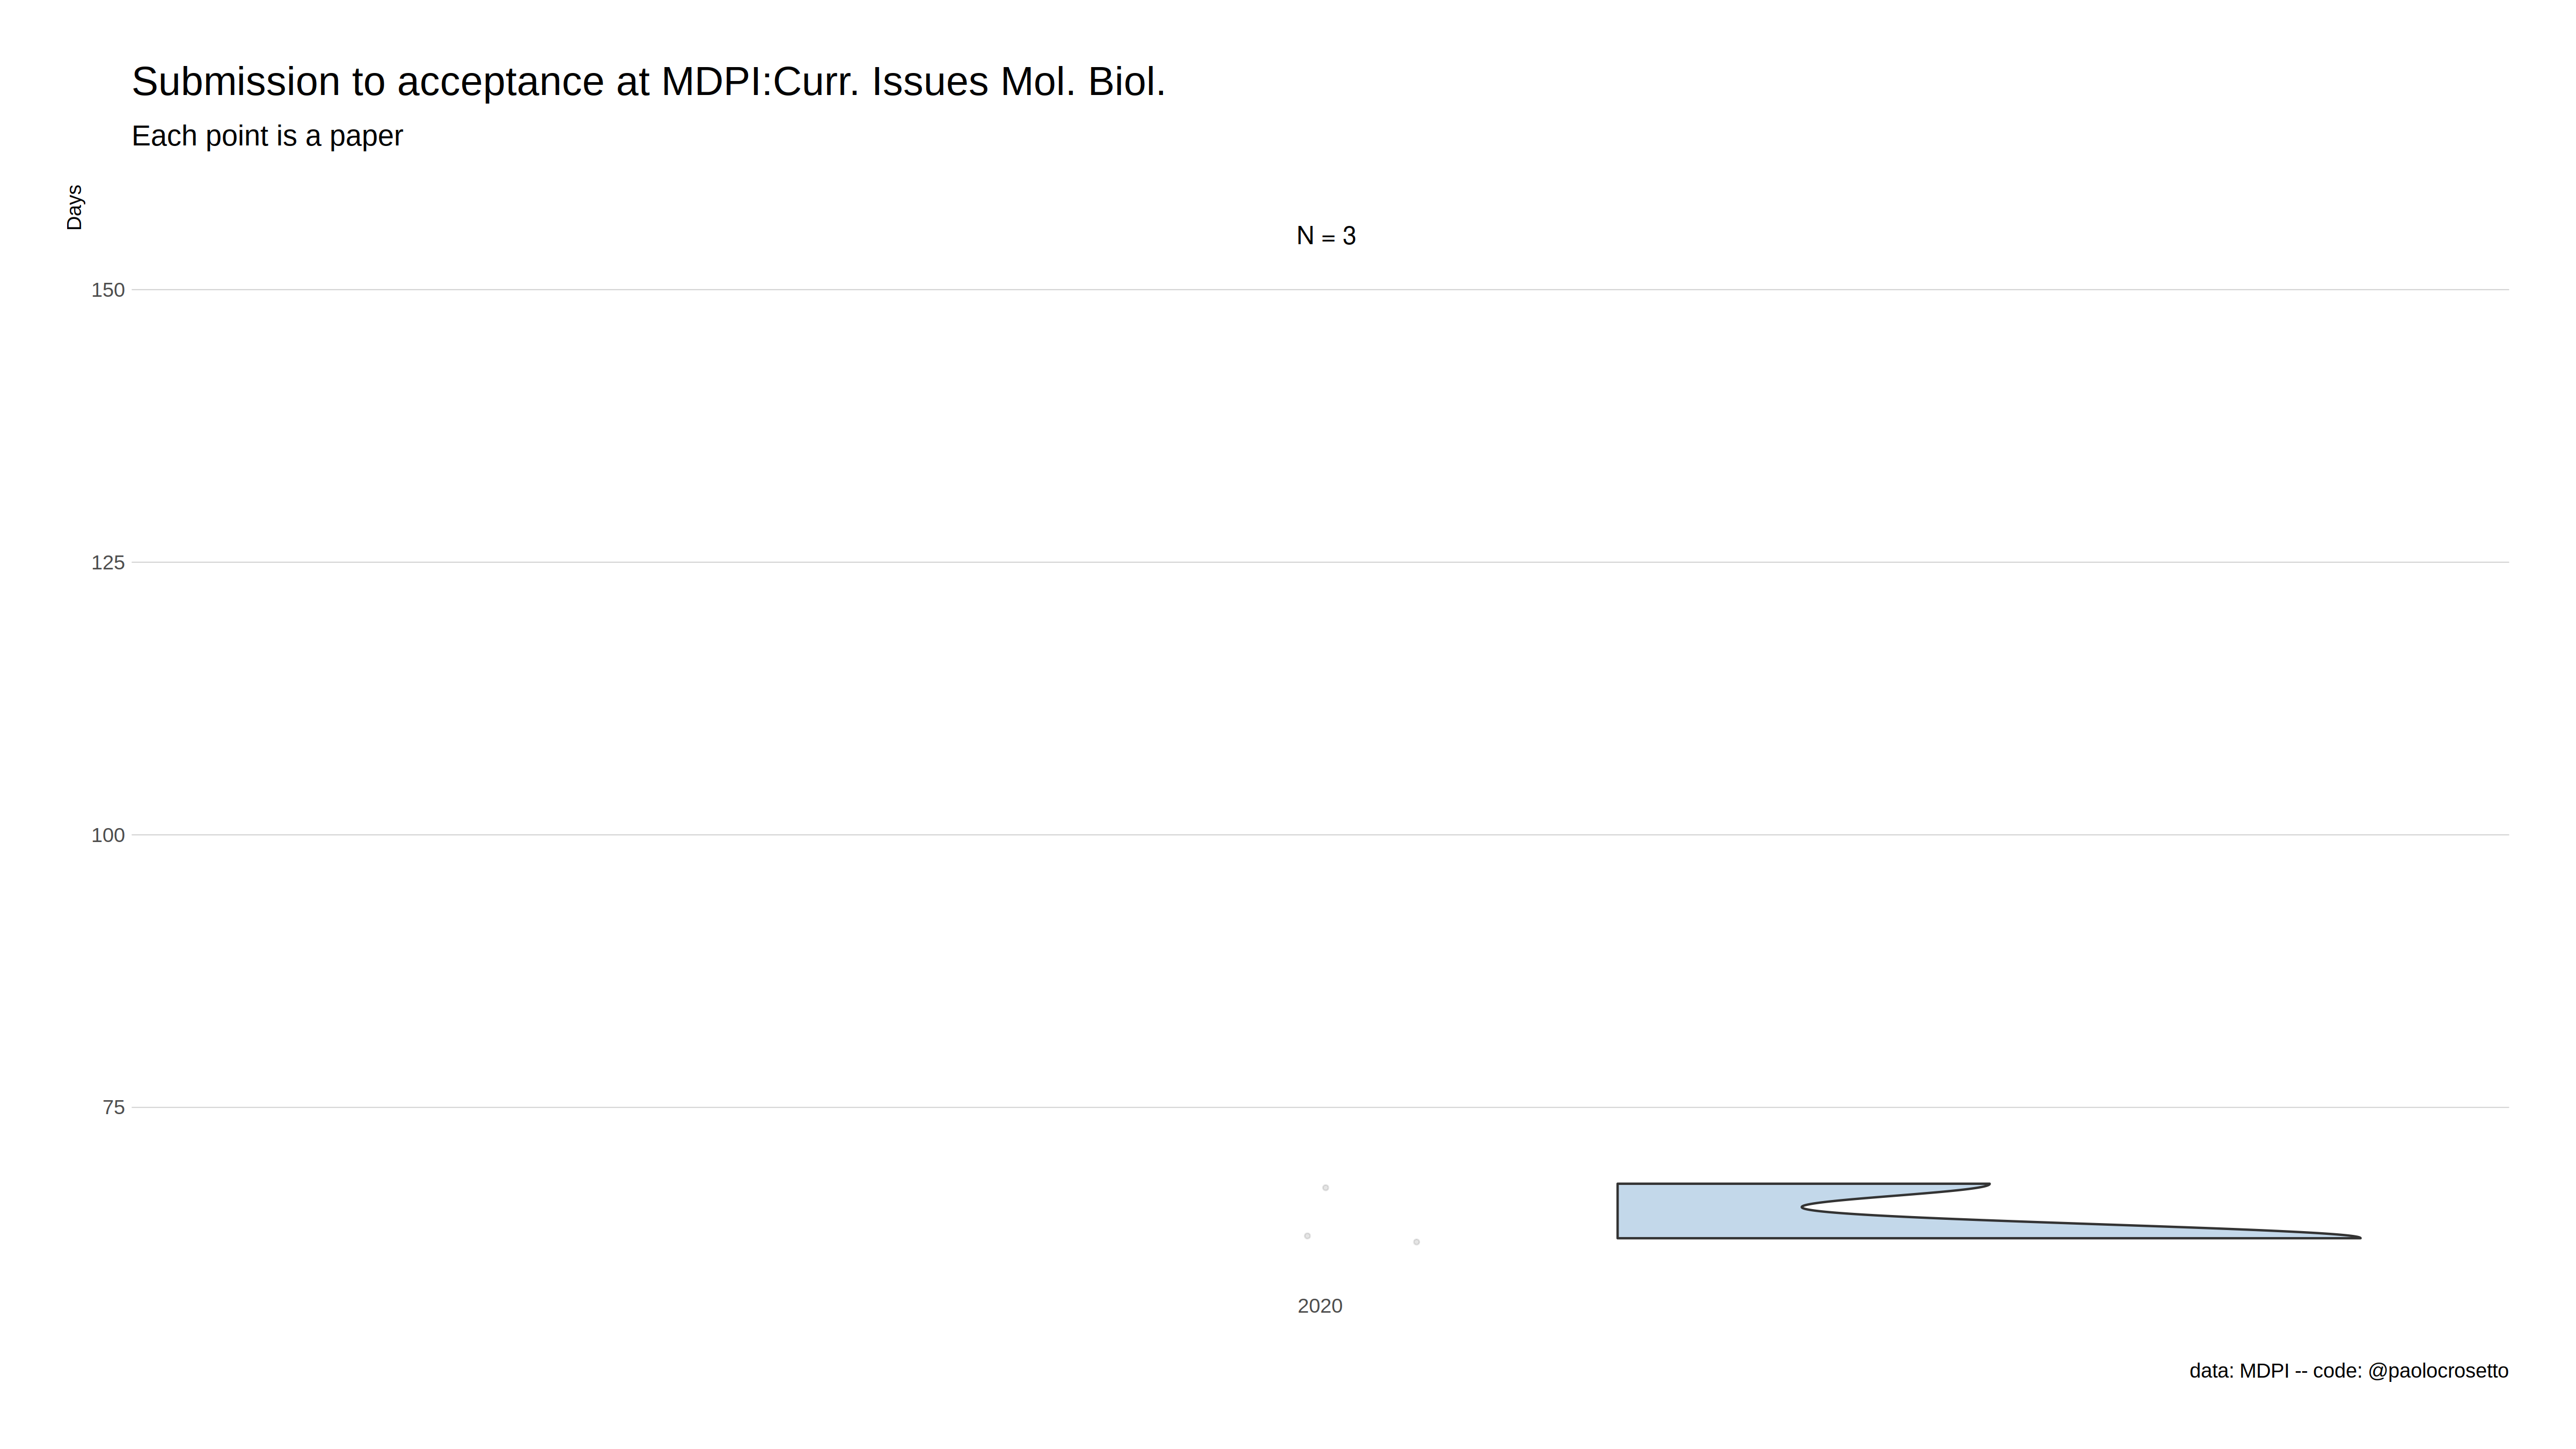 Submission to acceptance at MDPI:Curr. Issues Mol. Biol.
Each point is a paper
Days
N = 3
150
125
100
75
2020
data: MDPI -- code: @paolocrosetto